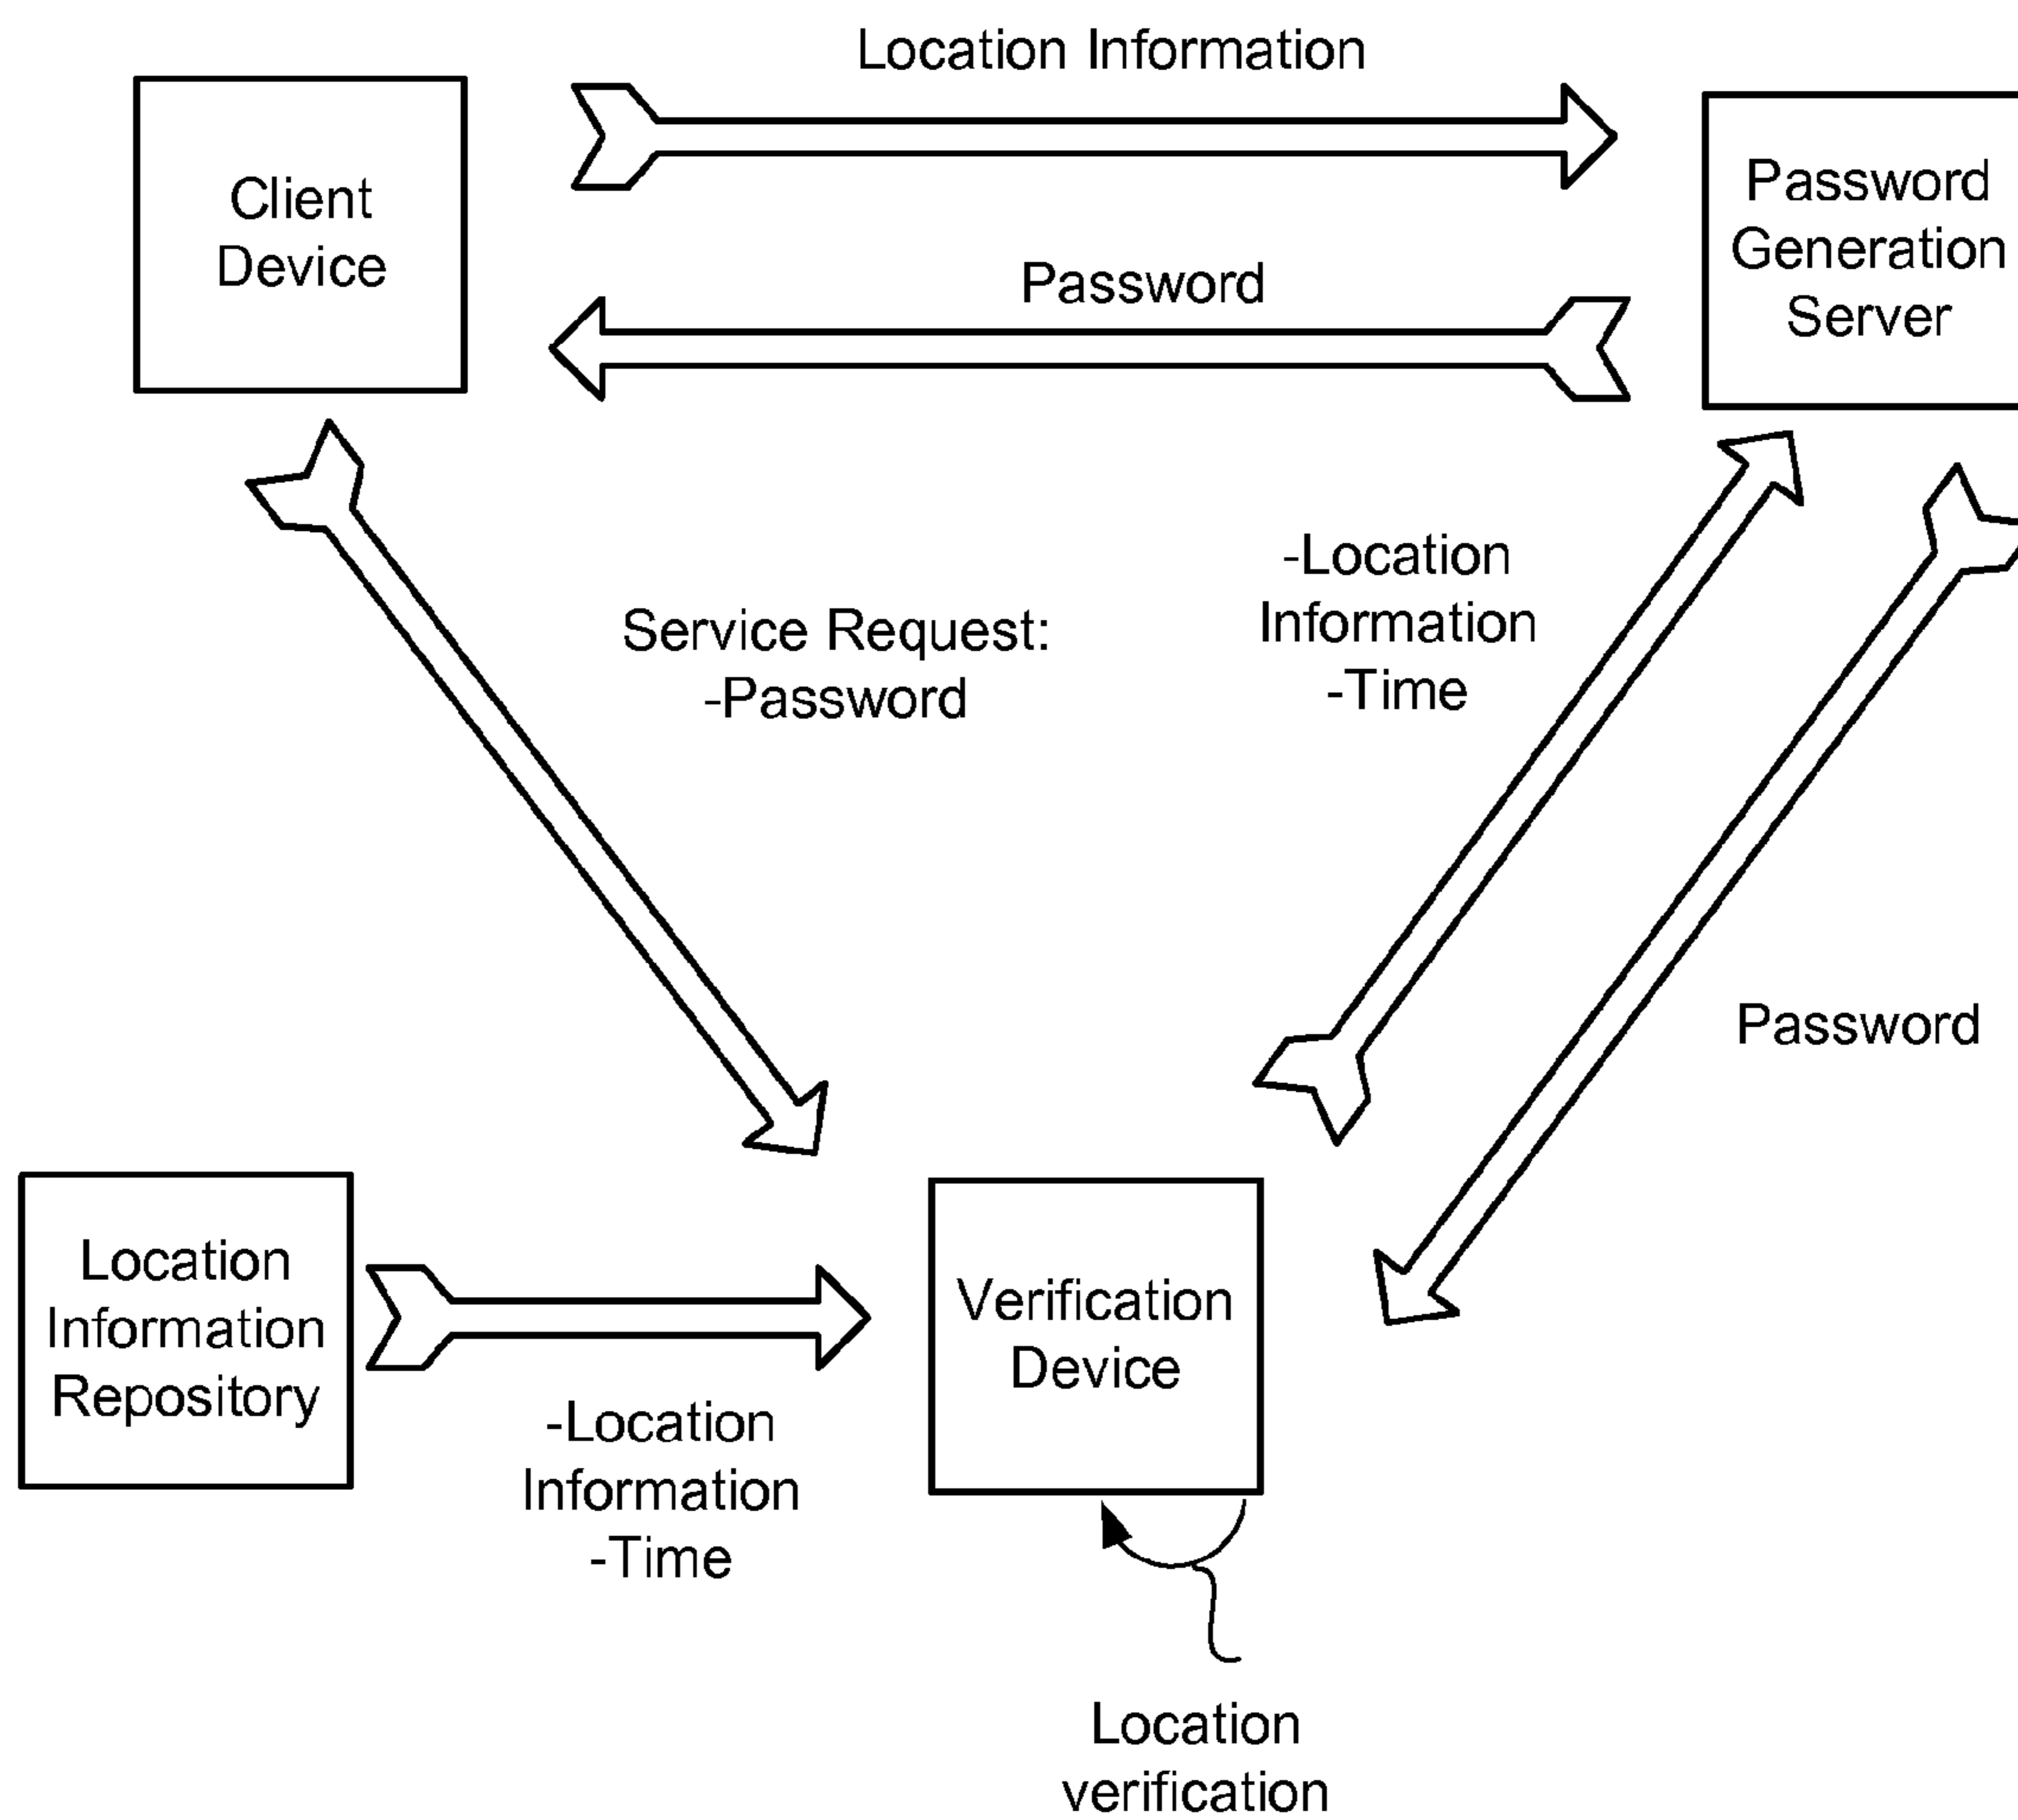 Location Information
Client
Device
Password
Generation
Server
Password
-Location
Information
-Time
Service Request:
-Password
Password
Location
Information
Repository
Verification
Device
-Location
Information
-Time
Location
verification